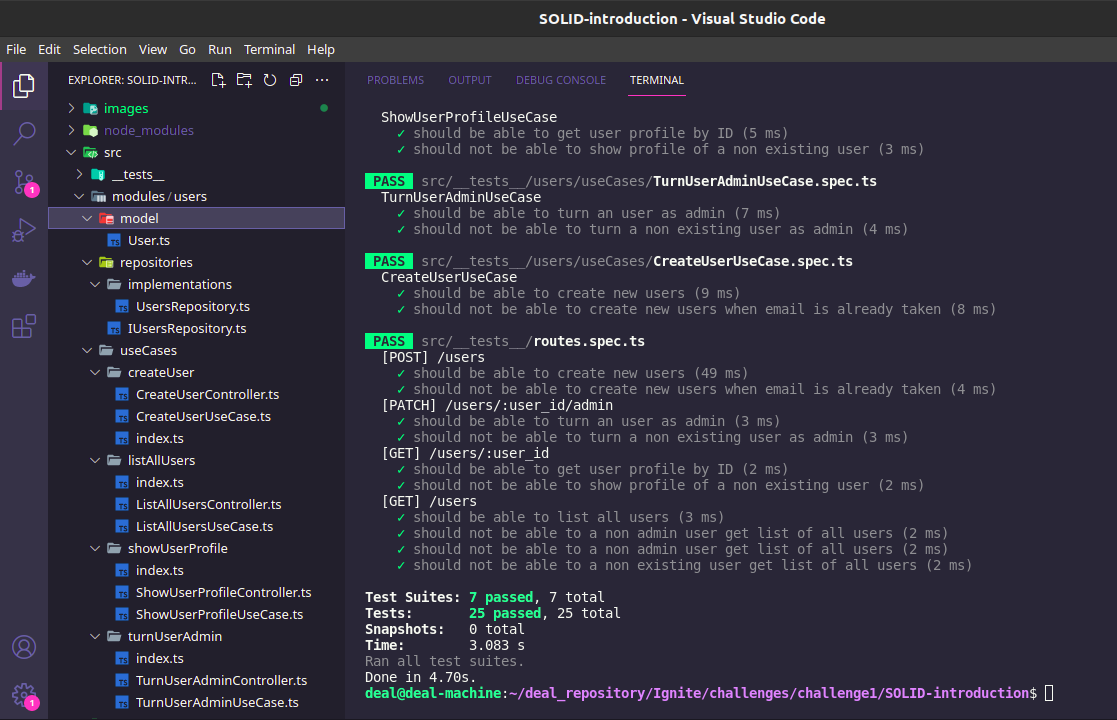 SOLID-introduction - Visual Studio Code
File Edit Selection View Go Run Terminal Help
EXPLORER: SOLID-INTR...
images
node_modules
src
__tests__
modules / users
model
User.ts
repositories
implementations
UsersRepository.ts
IUsersRepository.ts
useCases
createUser
CreateUserController.ts
CreateUserUseCase.ts
index.ts
listAllUsers
index.ts
ListAllUsersController.ts
ListAllUsersUseCase.ts
showUserProfile
index.ts
ShowUserProfileController.ts
ShowUserProfileUseCase.ts
turnUserAdmin
index.ts
TurnUserAdminController.ts
TurnUserAdminUseCase.ts
1
1
PROBLEMS OUTPUT DEBUG CONSOLE TERMINAL
ShowUserProfileUseCase
✓ should be able to get user profile by ID (5 ms)
✓ should not be able to show profile of a non existing user (3 ms)
PASS src/__tests__/users/useCases/TurnUserAdminUseCase.spec.ts
TurnUserAdminUseCase
✓ should be able to turn an user as admin (7 ms)
✓ should not be able to turn a non existing user as admin (4 ms)
PASS src/__tests__/users/useCases/CreateUserUseCase.spec.ts
CreateUserUseCase
✓ should be able to create new users (9 ms)
✓ should not be able to create new users when email is already taken (8 ms)
PASS src/__tests__/routes.spec.ts
[POST] /users
✓ should be able to create new users (49 ms)
✓ should not be able to create new users when email is already taken (4 ms)
[PATCH] /users/:user_id/admin
✓ should be able to turn an user as admin (3 ms)
✓ should not be able to turn a non existing user as admin (3 ms)
[GET] /users/:user_id
✓ should be able to get user profile by ID (2 ms)
✓ should not be able to show profile of a non existing user (2 ms)
[GET] /users
✓ should be able to list all users (3 ms)
✓ should not be able to a non admin user get list of all users (2 ms)
✓ should not be able to a non admin user get list of all users (2 ms)
✓ should not be able to a non existing user get list of all users (2 ms)
Test Suites: 7 passed, 7 total
Tests: 25 passed, 25 total
Snapshots: 0 total
Time: 3.083 s
Ran all test suites.
Done in 4.70s.
deal@deal-machine:~/deal_repository/Ignite/challenges/challenge1/SOLID-introduction$